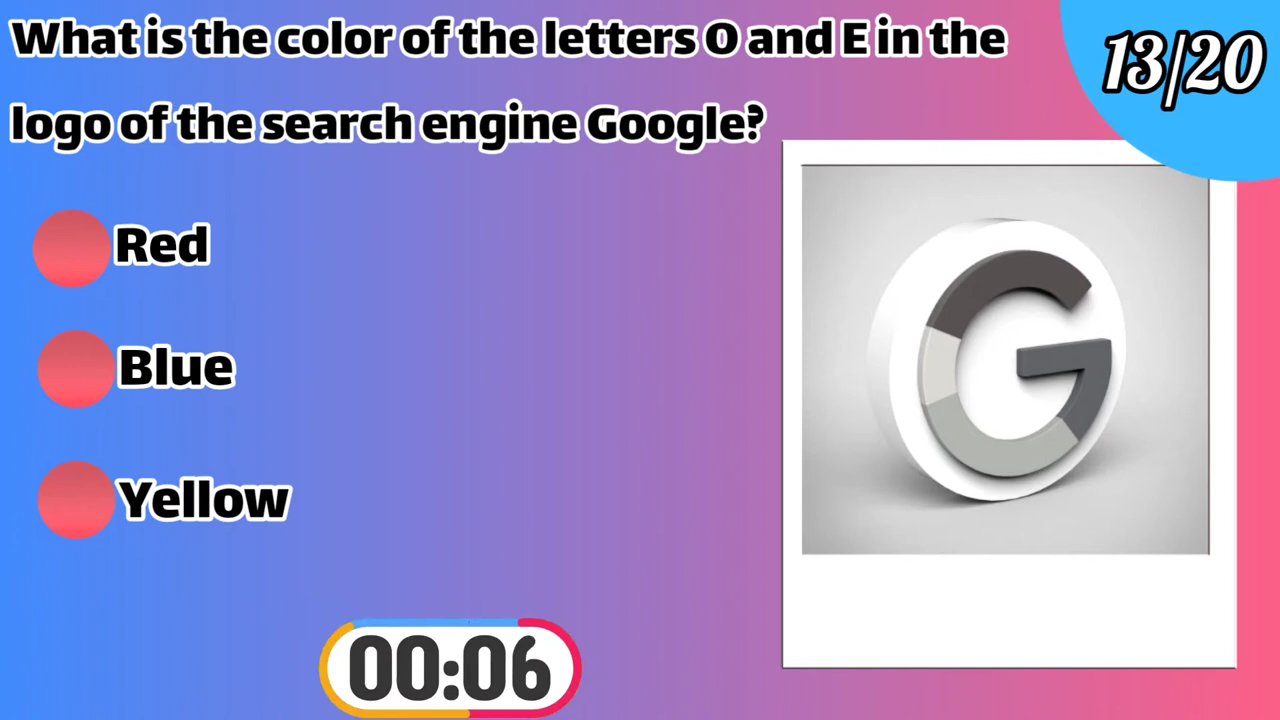 What is the color of the letters O and E in the
13/20
logo of the search engine Google?
Red
Blue
Yellow
G
00:06